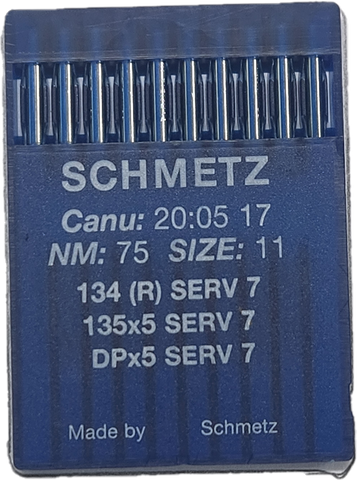 SCHMETZ
Canu: 20:05 17
NM: 75 SIZE: 11
134 (R) SERV 7
135x5 SERV 7
DPx5 SERV 7
Made by Schmetz